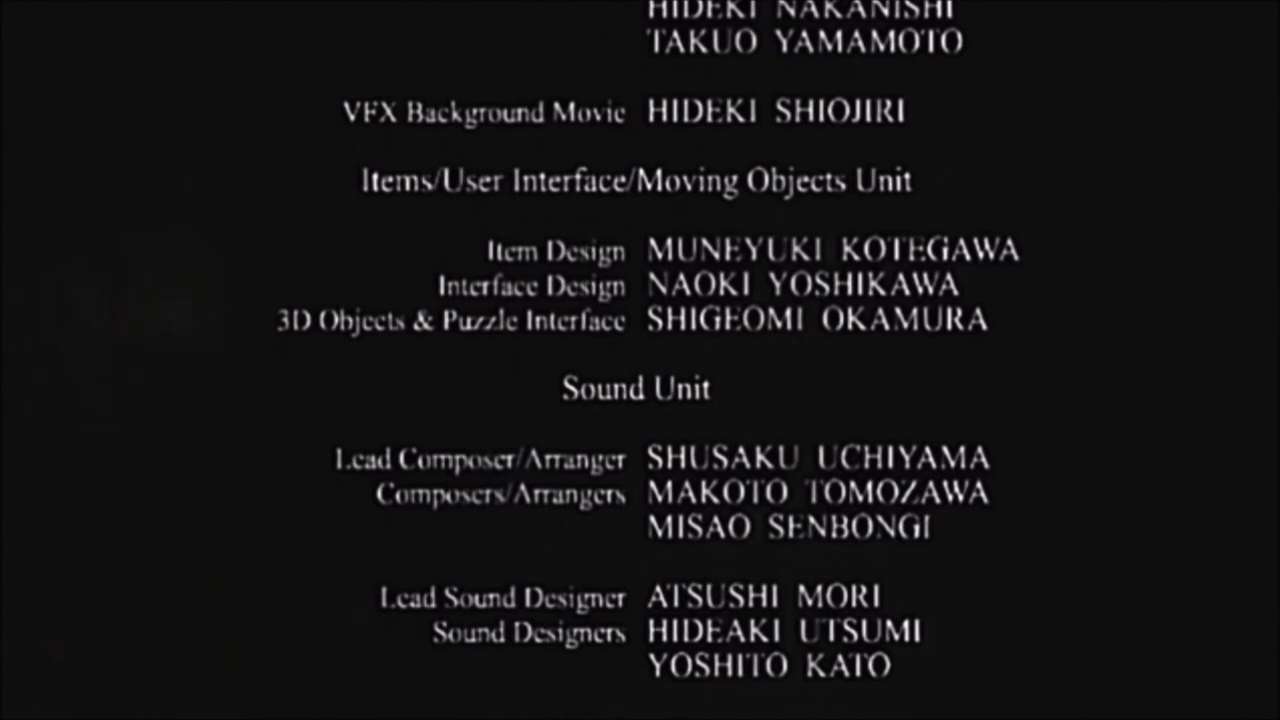 HIDEKI NAKANISHI
TAKUO YAMAMOTO
VFX Background Movie HIDEKI SHIOJIRI
Items/User Interface/Moving Objects Unit
Item Design MUNEYUKI KOTEGAWA
Interface Design NAOKI YOSHIKAWA
3D Objects & Puzzle Interface SHIGEOMI OKAMURA
Sound Unit
Lead Composer/Arranger SHUSAKU UCHIYAMA
Composers/Arrangers MAKOTO TOMOZAWA
MISAO SENBONGI
Lead Sound Designer ATSUSHI MORI
Sound Designers HIDEAKI UTSUMI
YOSHITO KATO